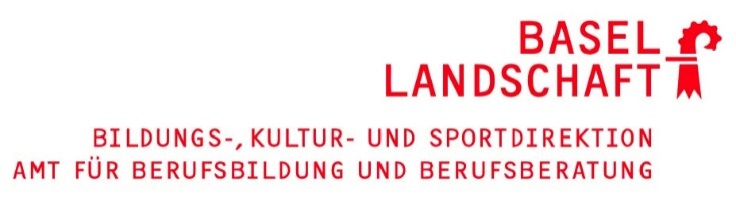 BASEL
LANDSCHAFT
BILDUNGS-, KULTUR- UND SPORTDIREKTION
AMT FÜR BERUFSBILDUNG UND BERUFSBERATUNG